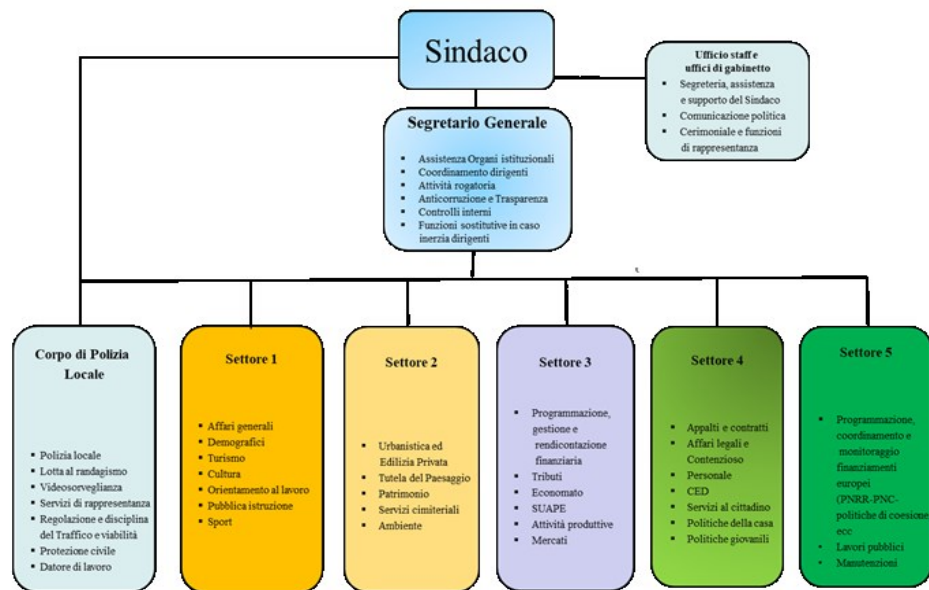 Sindaco
Ufficio staff e
uffici di gabinetto
▪ Segreteria, assistenza
e supporto del Sindaco
▪ Comunicazione politica
▪ Cerimoniale e funzioni
di rappresentanza
Segretario Generale
▪ Assistenza Organi istituzionali
▪ Coordinamento dirigenti
▪ Attività rogatoria
▪ Anticorruzione e Trasparenza
▪ Controlli interni
▪ Funzioni sostitutive in caso
inerzia dirigenti
Corpo di Polizia
Locale
▪ Polizia locale
▪ Lotta al randagismo
▪ Videosorveglianza
▪ Servizi di rappresentanza
▪ Regolazione e disciplina
del Traffico e viabilità
▪ Protezione civile
▪ Datore di lavoro
Settore 1
▪ Affari generali
▪ Demografici
▪ Turismo
▪ Cultura
▪ Orientamento al lavoro
▪ Pubblica istruzione
▪ Sport
Settore 2
▪ Urbanistica ed
Edilizia Privata
▪ Tutela del Paesaggio
▪ Patrimonio
▪ Servizi cimiteriali
▪ Ambiente
Settore 3
▪ Programmazione,
gestione e
rendicontazione
finanziaria
▪ Tributi
▪ Economato
▪ SUAPE
▪ Attività produttive
▪ Mercati
Settore 4
▪ Appalti e contratti
▪ Affari legali e
Contenzioso
▪ Personale
▪ CED
▪ Servizi al cittadino
▪ Politiche della casa
▪ Politiche giovanili
Settore 5
▪ Programmazione,
coordinamento e
monitoraggio
finanziamenti
europei
(PNRR-PNC-
politiche di coesione
ecc
▪ Lavori pubblici
▪ Manutenzioni